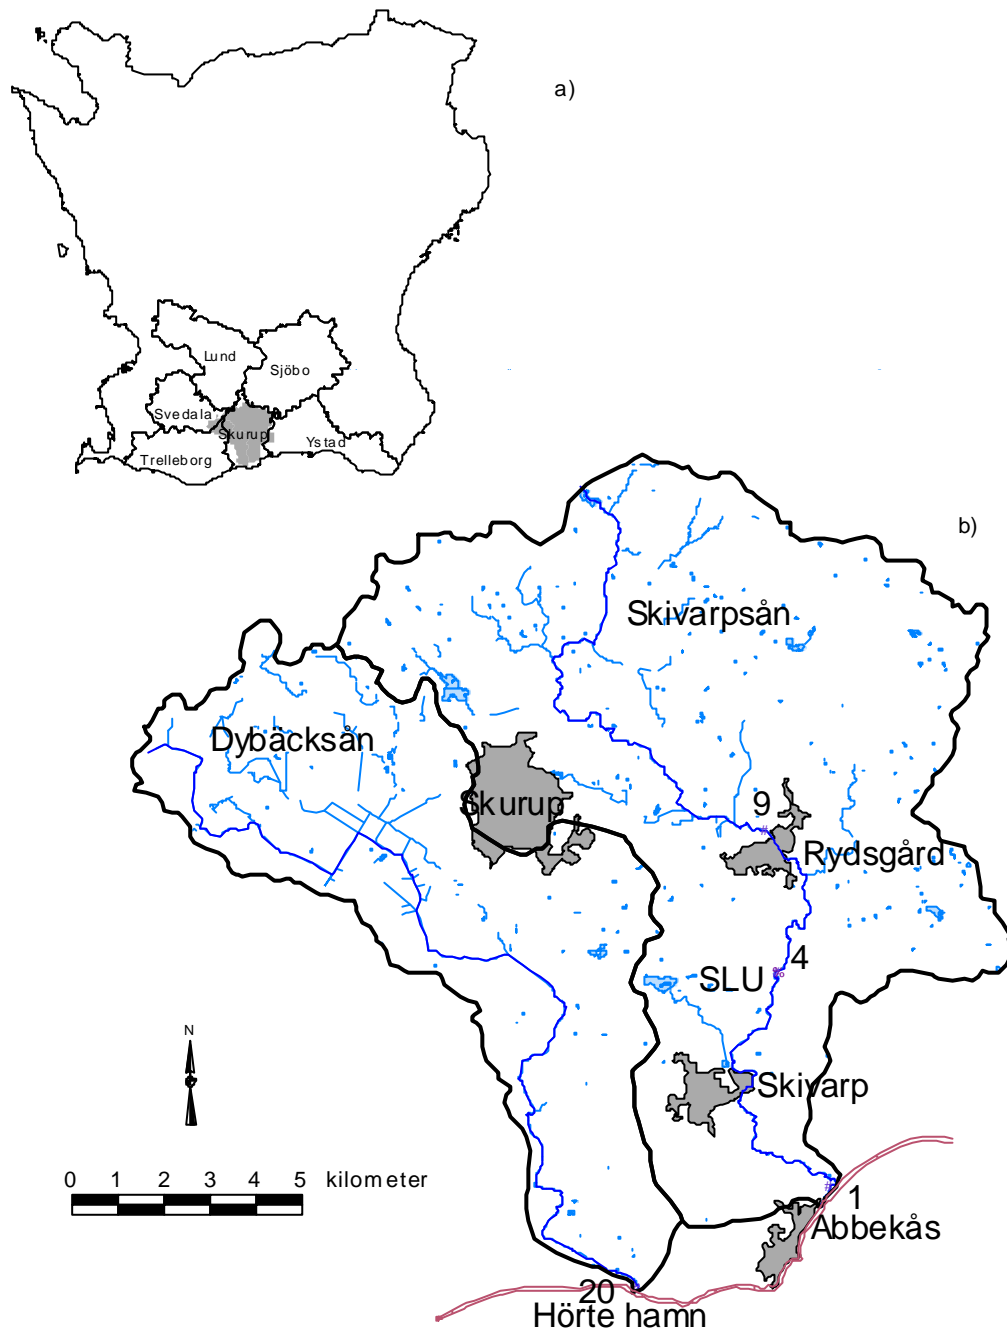 a)
Lund
Sjöbo
Svedala
Skurup
Ystad
Trelleborg
b)
Skivarpsån
Dybäcksån
Skurup
9
Rydsgård
4
SLU
N
Skivarp
0 1 2 3 4 5 kilometer
1
Abbekås
20
Hörte hamn